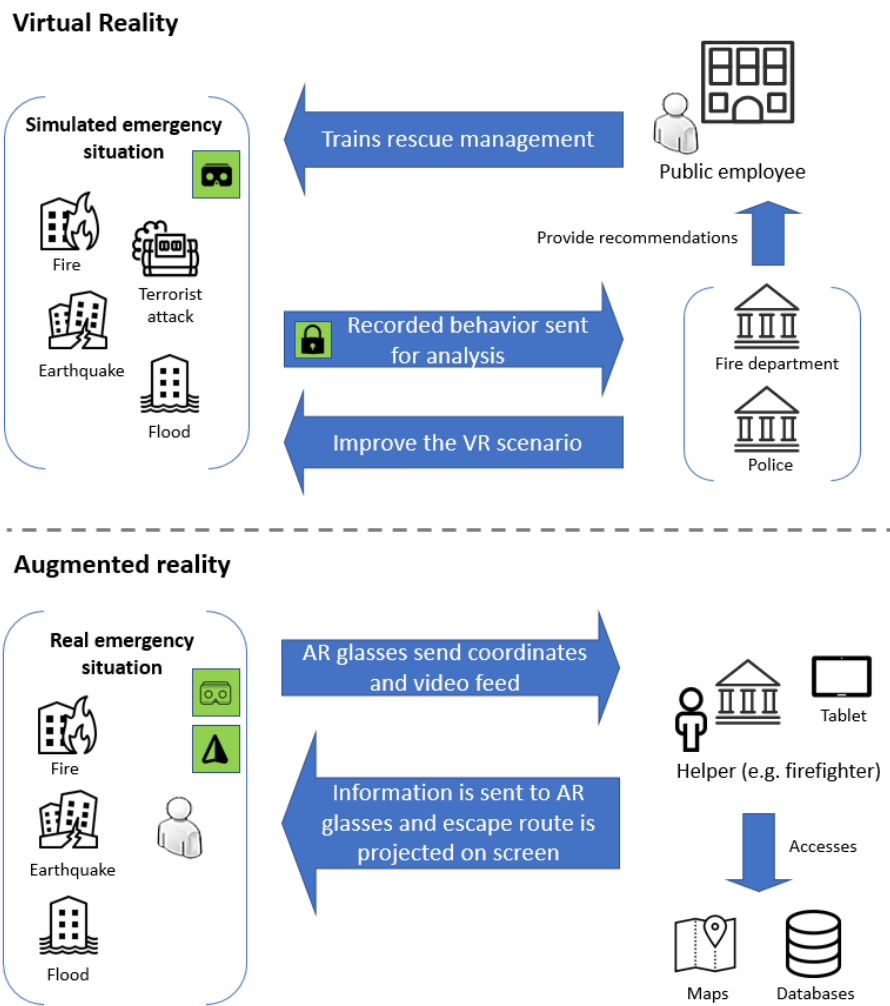 Virtual Reality
Simulated emergency
situation
Fire
Terrorist
attack
Earthquake
Flood
Trains rescue management
Public employee
Provide recommendations
Recorded behavior sent
for analysis
Fire department
Improve the VR scenario
Police
Augmented reality
Real emergency
situation
Fire
Earthquake
Flood
AR glasses send coordinates
and video feed
Tablet
Helper (e.g. firefighter)
Information is sent to AR
glasses and escape route is
projected on screen
Accesses
Maps
Databases